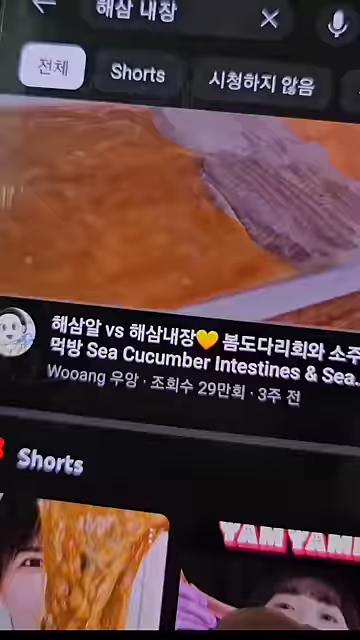 해삼 내장
전체
Shorts
시청하지 않음
해삼알 vs 해삼내장💛 봄도다리회와 소주
먹방 Sea Cucumber Intestines & Sea.
Wooang 우앙 · 조회수 29만회 · 3주 전
Shorts
YAM YAM